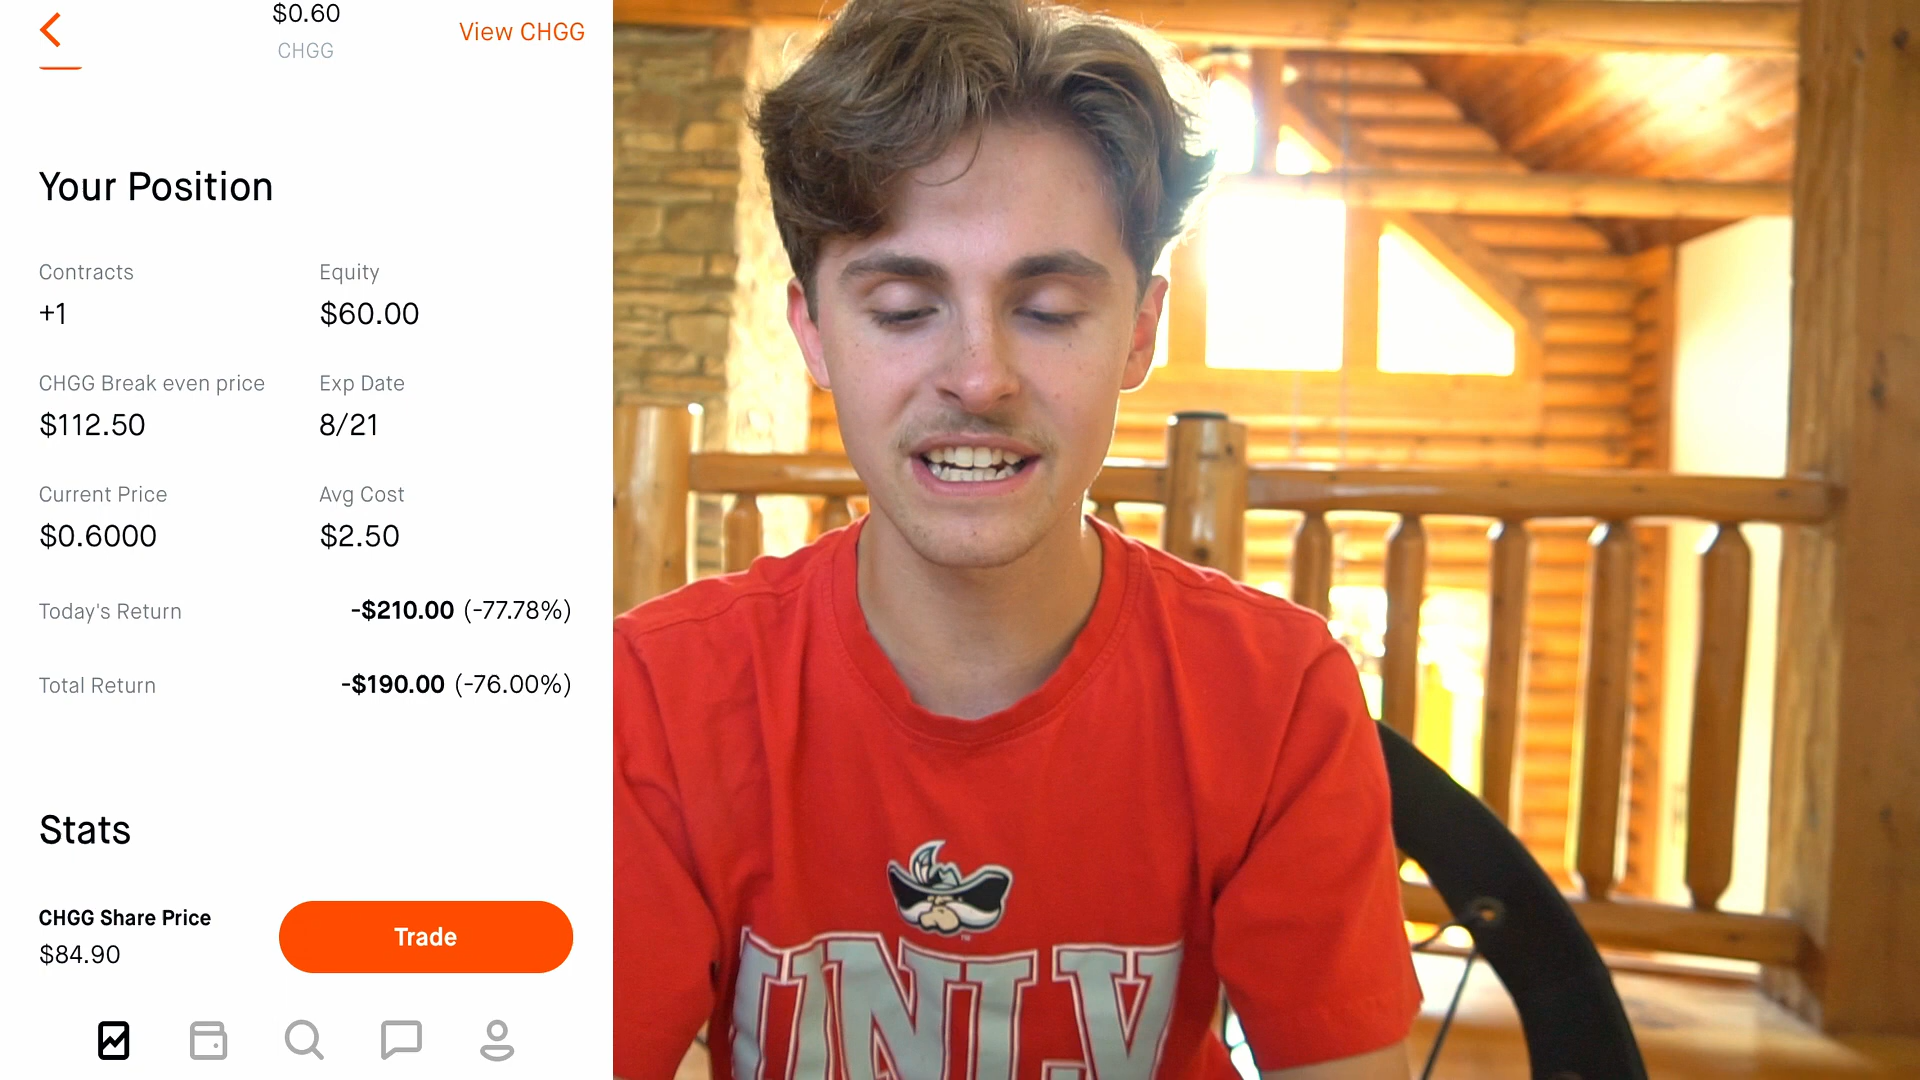 $0.60
CHGG
View CHGG
Your Position
Contracts
Equity
+1
$60.00
CHGG Break even price
Exp Date
$112.50
8/21
Current Price
Avg Cost
$0.6000
$2.50
Today's Return
-$210.00 (-77.78%)
Total Return
-$190.00 (-76.00%)
Stats
CHGG Share Price
$84.90
Trade
UNLV
TM